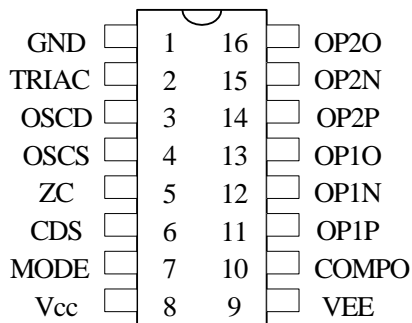 GND 1 16 OP2O
TRIAC 2 15 OP2N
OSCD 3 14 OP2P
OSCS 4 13 OP1O
ZC 5 12 OP1N
CDS 6 11 OP1P
MODE 7 10 COMPO
Vcc 8 9 VEE